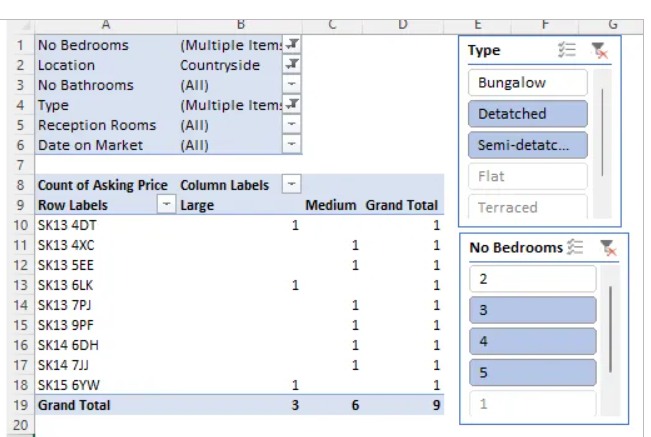 A B C D E F G
1 No Bedrooms (Multiple Items
2 Location Countryside
3 No Bathrooms (All)
4 Type (Multiple Items
5 Reception Rooms (All)
6 Date on Market (All)
7
8 Count of Asking Price Column Labels
9 Row Labels Large Medium Grand Total
10 SK13 4DT 1 1
11 SK13 4XC 1 1
12 SK13 5EE 1 1
13 SK13 6LK 1 1
14 SK13 7PJ 1 1
15 SK13 9PF 1 1
16 SK14 6DH 1 1
17 SK14 7JJ 1 1
18 SK15 6YW 1 1
19 Grand Total 3 6 9
20
Type
Bungalow
Detatched
Semi-detatc...
Flat
Terraced
No Bedrooms
2
3
4
5
1